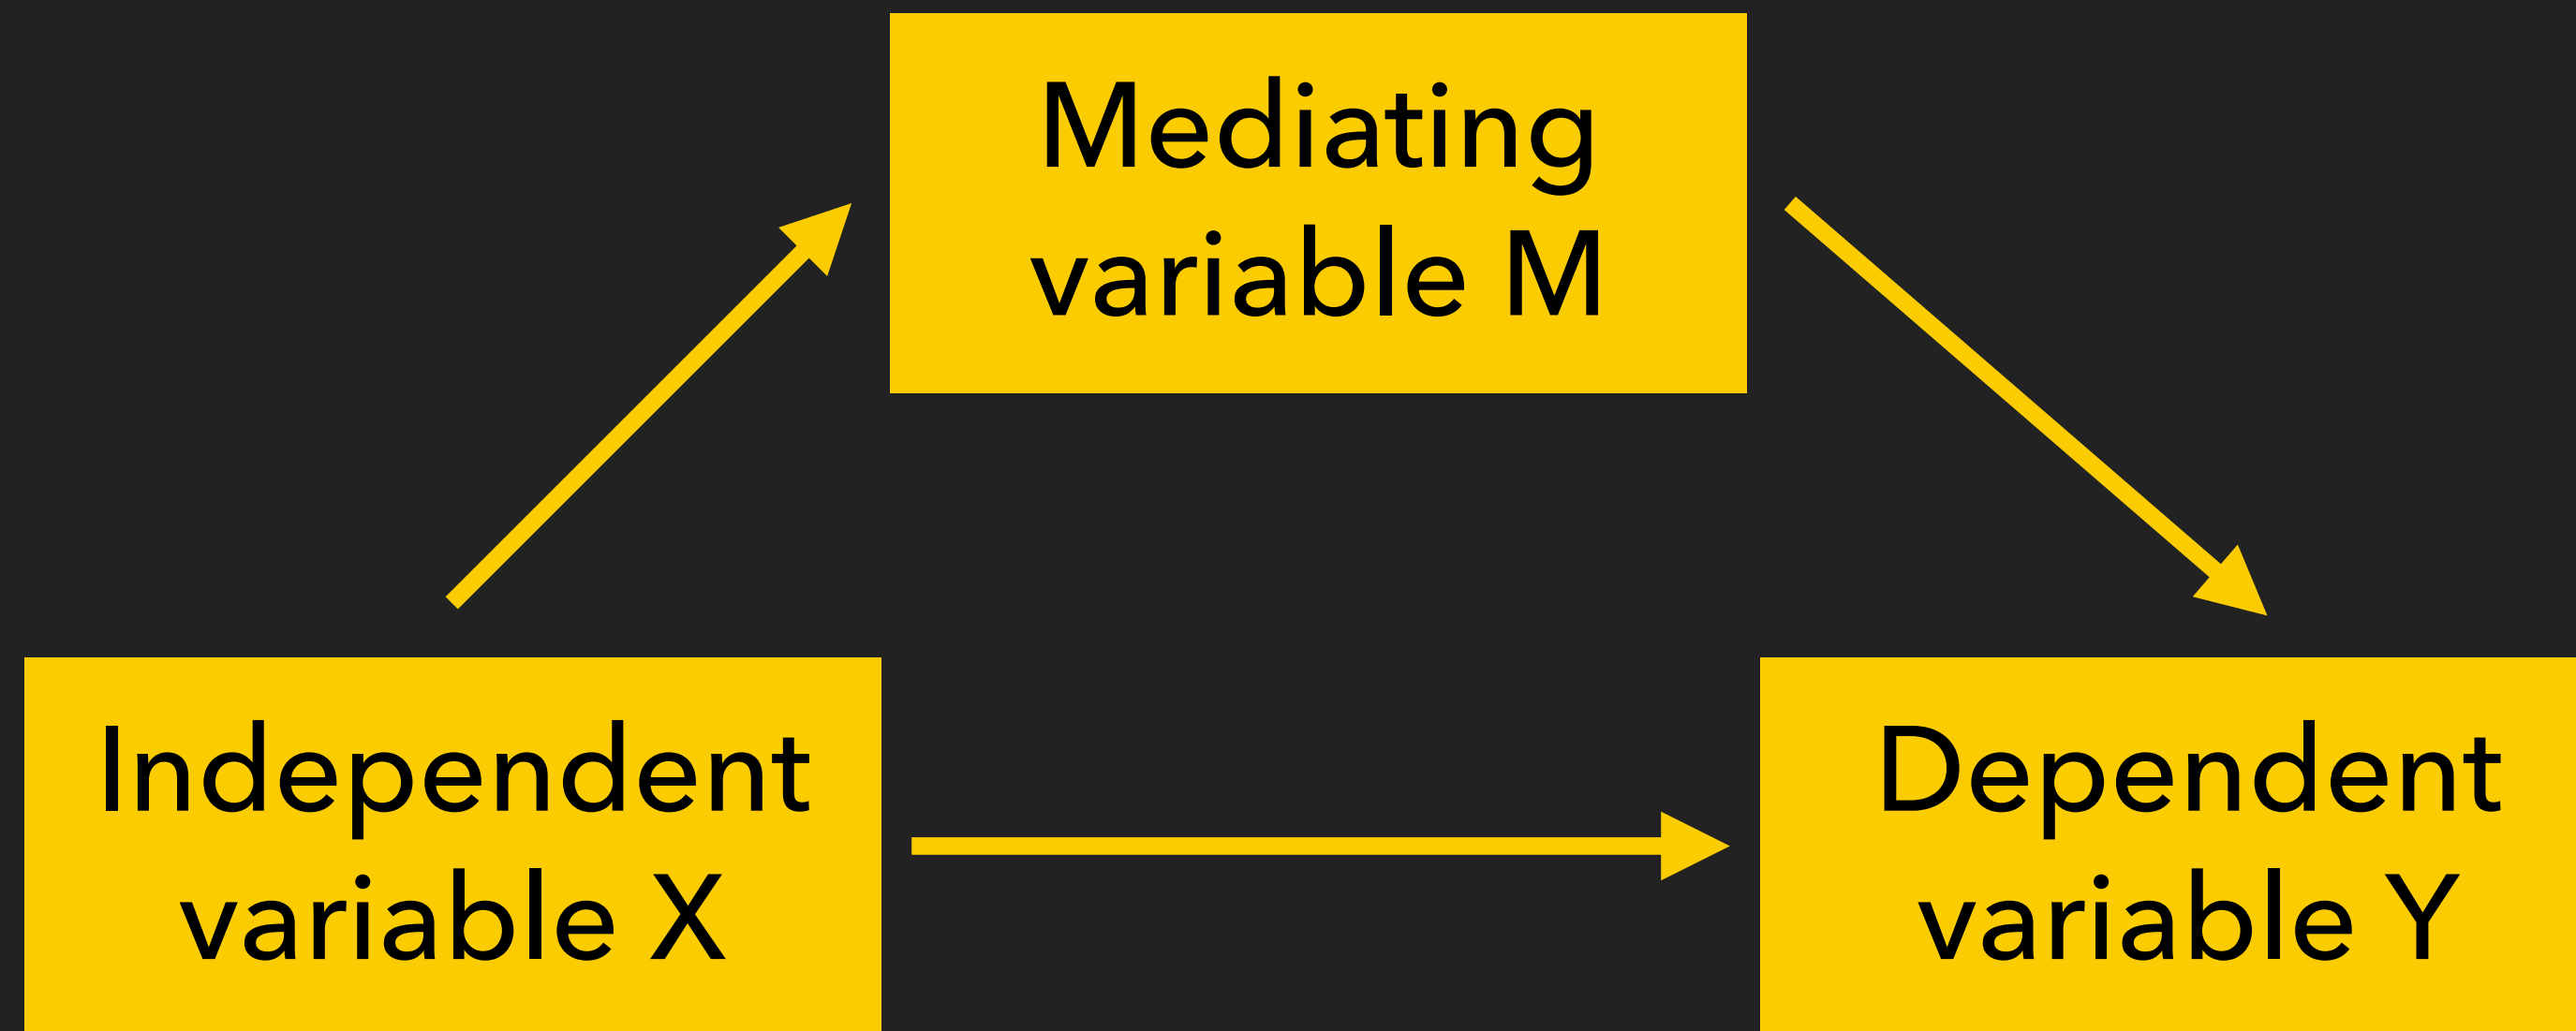 Mediating
variable M
Independent
variable X
Dependent
variable Y